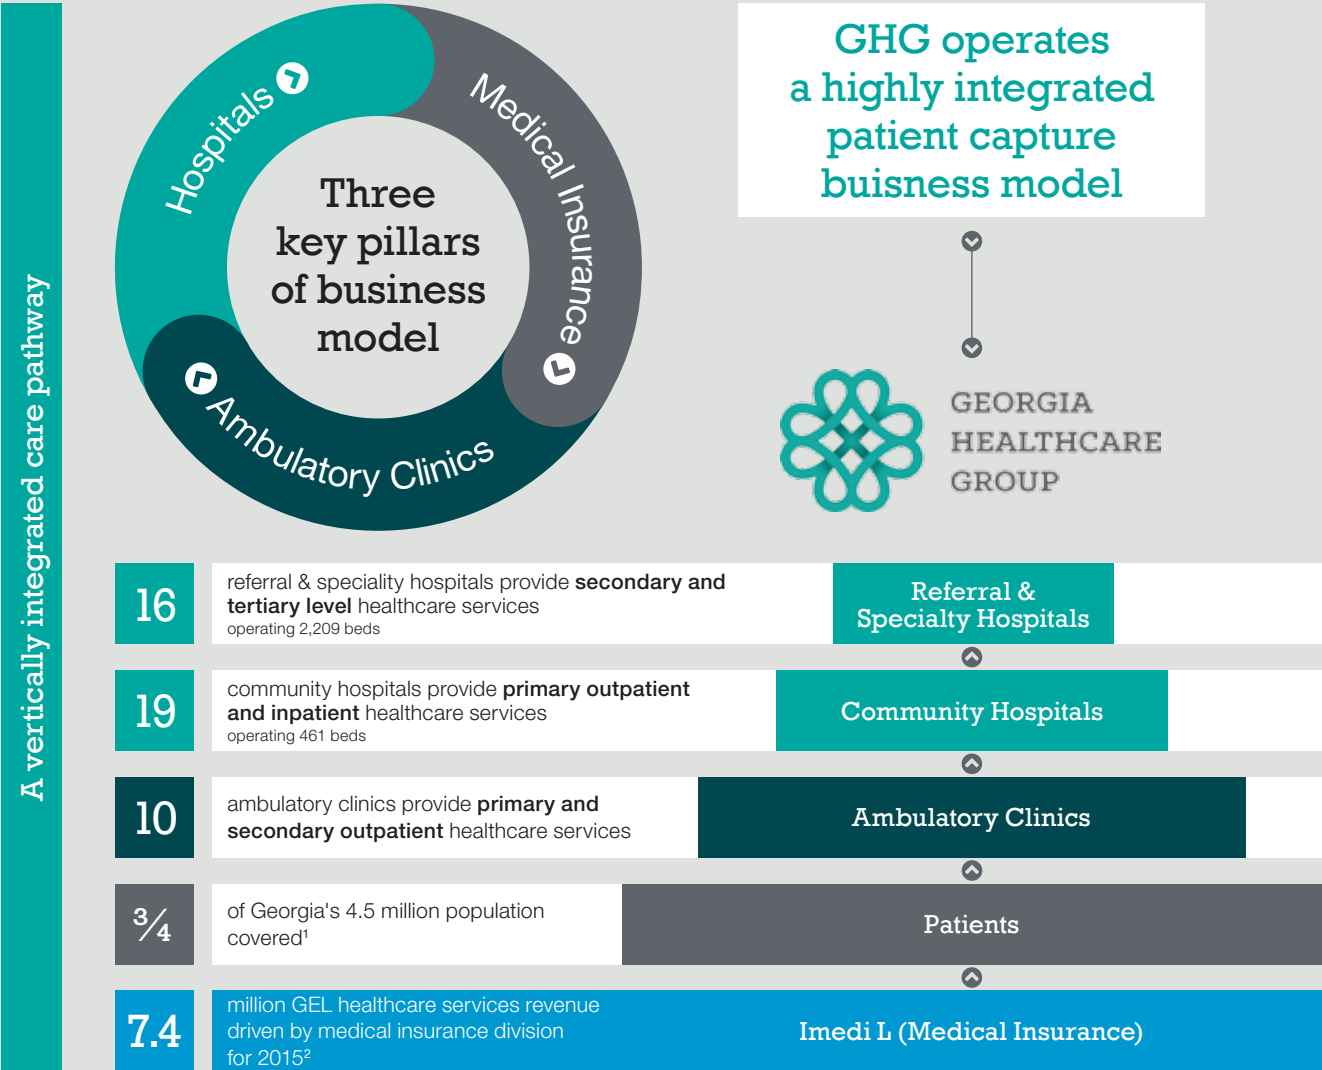 A vertically integrated care pathway
Hospitals
Medical Insurance
Ambulatory Clinics
Three
key pillars
of business
model
GHG operates
a highly integrated
patient capture
buisness model
GEORGIA
HEALTHCARE
GROUP
16
referral & speciality hospitals provide secondary and
tertiary level healthcare services
operating 2,209 beds
Referral &
Specialty Hospitals
19
community hospitals provide primary outpatient
and inpatient healthcare services
operating 461 beds
Community Hospitals
10
ambulatory clinics provide primary and
secondary outpatient healthcare services
Ambulatory Clinics
¾
of Georgia's 4.5 million population
covered¹
Patients
7.4
million GEL healthcare services revenue
driven by medical insurance division
for 2015²
Imedi L (Medical Insurance)